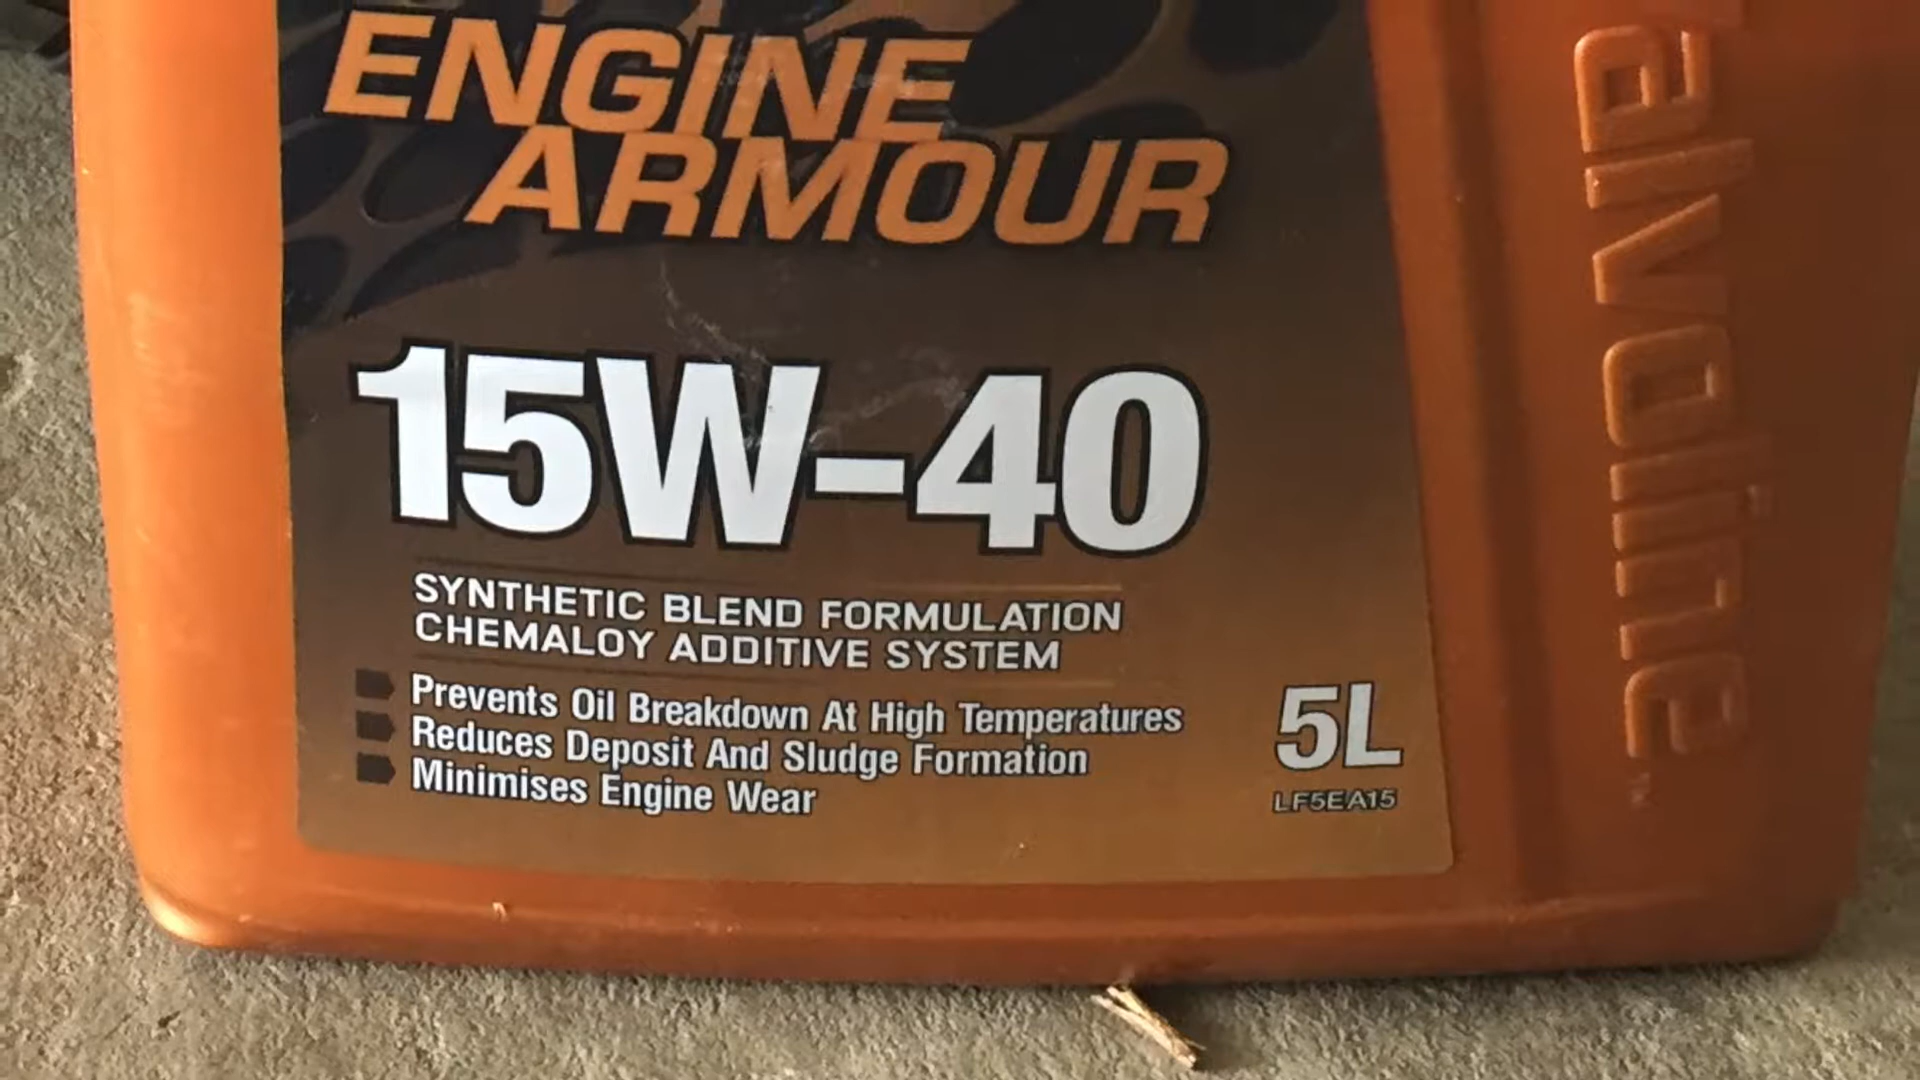 ENGINE
ARMOUR
15W-40
SYNTHETIC BLEND FORMULATION
CHEMALOY ADDITIVE SYSTEM
Prevents Oil Breakdown At High Temperatures
Reduces Deposit And Sludge Formation
Minimises Engine Wear
5L
LF5EA15
alvoline™